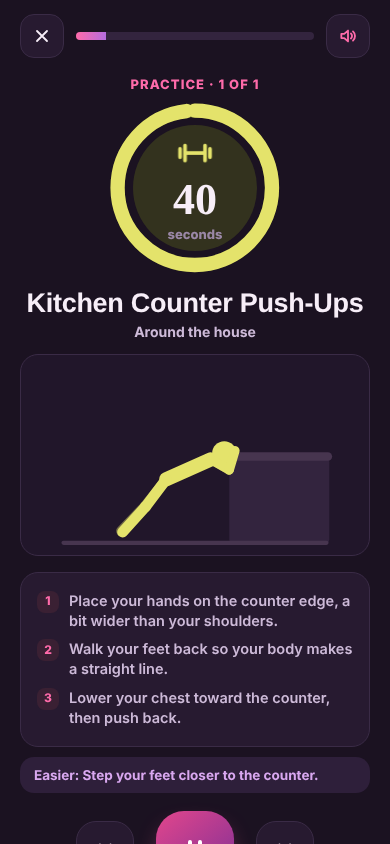 PRACTICE · 1 OF 1
40
seconds
Kitchen Counter Push-Ups
Around the house
1 Place your hands on the counter edge, a
bit wider than your shoulders.
2 Walk your feet back so your body makes
a straight line.
3 Lower your chest toward the counter,
then push back.
Easier: Step your feet closer to the counter.